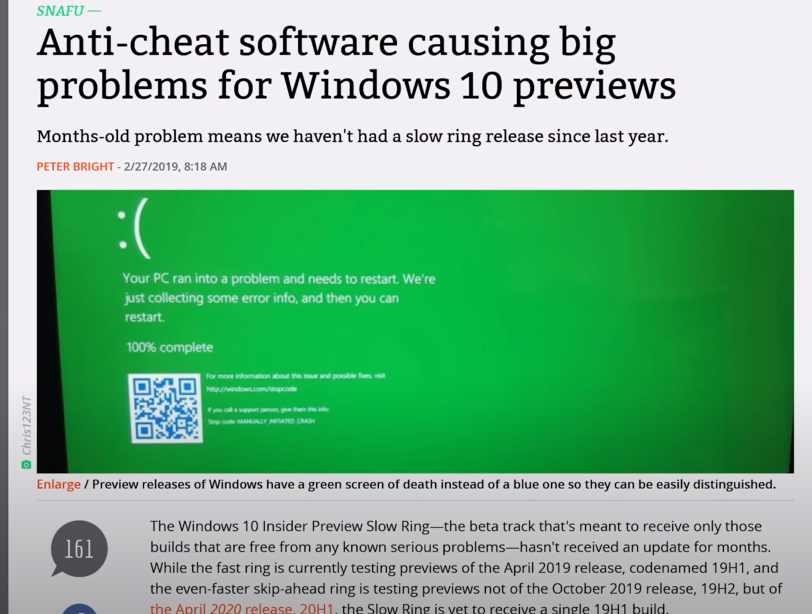 SNAFU —
Anti-cheat software causing big
problems for Windows 10 previews
Months-old problem means we haven't had a slow ring release since last year.
PETER BRIGHT - 2/27/2019, 8:18 AM
:(
Your PC ran into a problem and needs to restart. We're
just collecting some error info, and then you can
restart.
100% complete
For more information about this issue and possible fixes, visit
http://windows.com/stopcode
If you call a support person, give them this info:
Stop code: MANUALLY_INITIATED_CRASH
Chris123NT
Enlarge / Preview releases of Windows have a green screen of death instead of a blue one so they can be easily distinguished.
161
The Windows 10 Insider Preview Slow Ring—the beta track that's meant to receive only those
builds that are free from any known serious problems—hasn't received an update for months.
While the fast ring is currently testing previews of the April 2019 release, codenamed 19H1, and
the even-faster skip-ahead ring is testing previews not of the October 2019 release, 19H2, but of
the April 2020 release, 20H1, the Slow Ring is yet to receive a single 19H1 build.